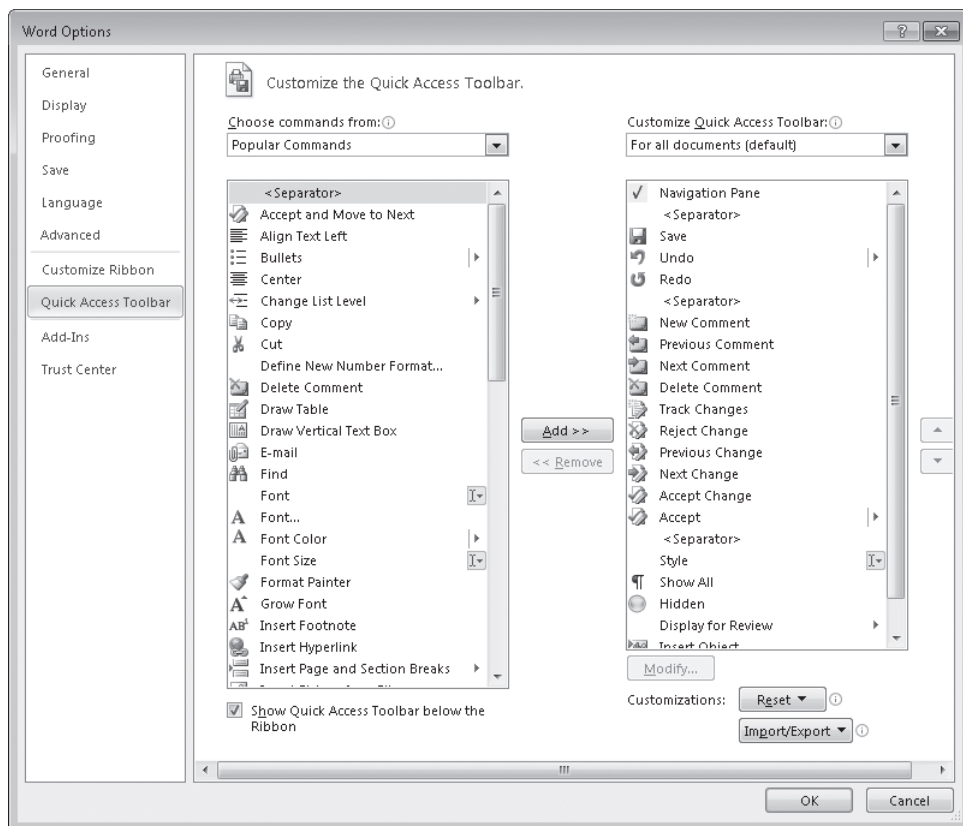 Word Options
General
Display
Proofing
Save
Language
Advanced
Customize Ribbon
Quick Access Toolbar
Add-Ins
Trust Center
Customize the Quick Access Toolbar.
Choose commands from:
Popular Commands
<Separator>
Accept and Move to Next
Align Text Left
Bullets
Center
Change List Level
Copy
Cut
Define New Number Format...
Delete Comment
Draw Table
Draw Vertical Text Box
E-mail
Find
Font
Font...
Font Color
Font Size
Format Painter
Grow Font
Insert Footnote
Insert Hyperlink
Insert Page and Section Breaks
Show Quick Access Toolbar below the
Ribbon
Add >>
<< Remove
Customize Quick Access Toolbar:
For all documents (default)
Navigation Pane
<Separator>
Save
Undo
Redo
<Separator>
New Comment
Previous Comment
Next Comment
Delete Comment
Track Changes
Reject Change
Previous Change
Next Change
Accept Change
Accept
<Separator>
Style
Show All
Hidden
Display for Review
Insert Object
Modify...
Customizations: Reset
Import/Export
OK
Cancel